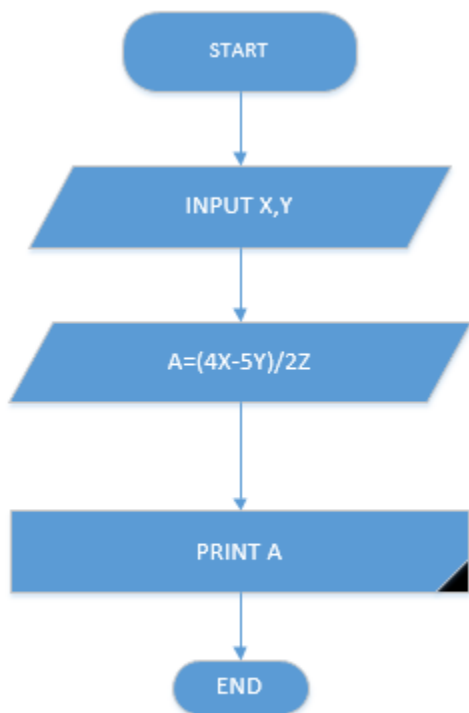 START
INPUT X,Y
A=(4X-5Y)/2Z
PRINT A
END